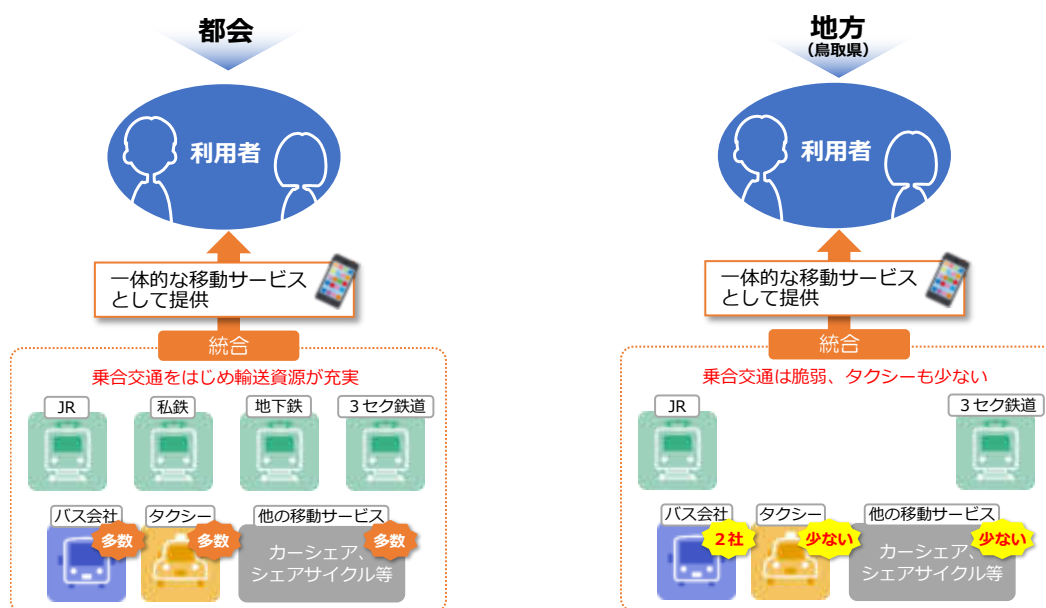 都会
利用者
一体的な移動サービス
として提供
統合
乗合交通をはじめ輸送資源が充実
JR
私鉄
地下鉄
３セク鉄道
バス会社
多数
タクシー
多数
他の移動サービス
多数
カーシェア、
シェアサイクル等
地方
（鳥取県）
利用者
一体的な移動サービス
として提供
統合
乗合交通は脆弱、タクシーも少ない
JR
３セク鉄道
バス会社
２社
タクシー
少ない
他の移動サービス
少ない
カーシェア、
シェアサイクル等